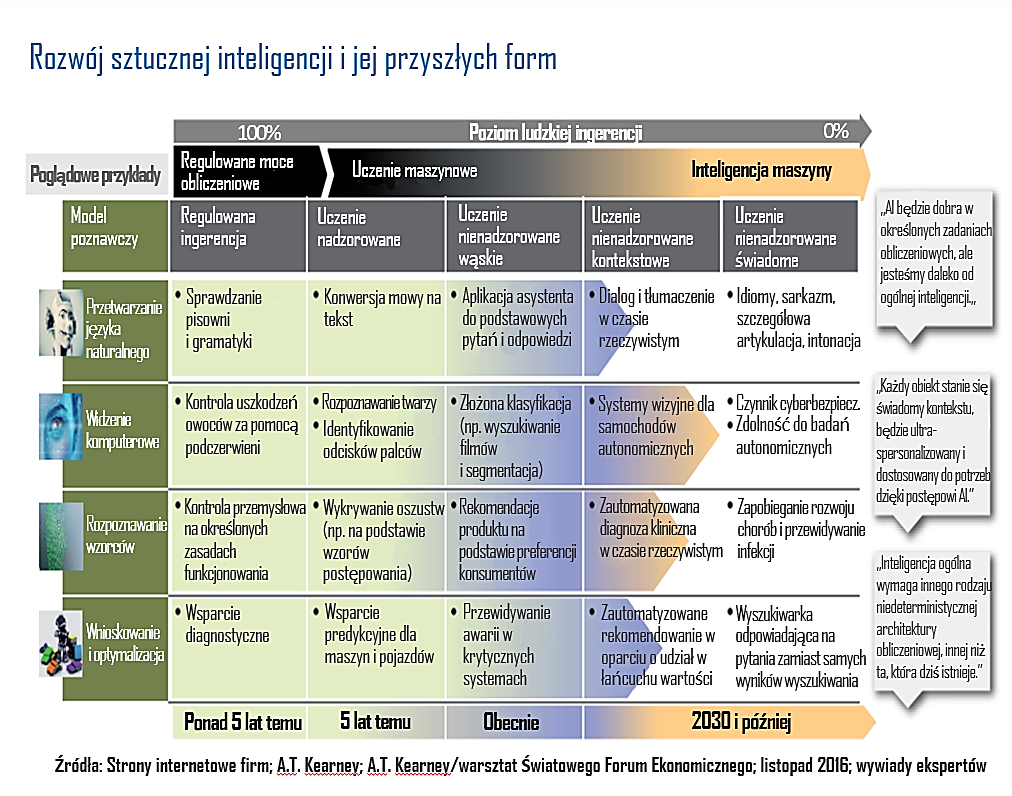 Rozwój sztucznej inteligencji i jej przyszłych form
100% Poziom ludzkiej ingerencji 0%
Poglądowe przykłady
Regulowane moce
obliczeniowe
Uczenie maszynowe
Inteligencja maszyny
Model
poznawczy
Regulowana
ingerencja
Uczenie
nadzorowane
Uczenie
nienadzorowane
wąskie
Uczenie
nienadzorowane
kontekstowe
Uczenie
nienadzorowane
świadome
Przetwarzanie
języka
naturalnego
• Sprawdzanie
pisowni
i gramatyki
• Konwersja mowy na
tekst
• Aplikacja asystenta
do podstawowych
pytań i odpowiedzi
• Dialog i tłumaczenie
w czasie
rzeczywistym
• Idiomy, sarkazm,
szczegółowa
artykulacja, intonacja
Widzenie
komputerowe
• Kontrola uszkodzeń
owoców za pomocą
podczerwieni
• Rozpoznawanie twarzy
• Identyfikowanie
odcisków palców
• Złożona klasyfikacja
(np. wyszukiwanie
filmów
i segmentacja)
• Systemy wizyjne dla
samochodów
autonomicznych
• Czynnik cyberbezpiecz.
• Zdolność do badań
autonomicznych
Rozpoznawanie
wzorców
• Kontrola przemysłowa
na określonych
zasadach
funkcjonowania
• Wykrywanie oszustw
(np. na podstawie
wzorów
postępowania)
• Rekomendacje
produktu na
podstawie preferencji
konsumentów
• Zautomatyzowana
diagnoza kliniczna
w czasie rzeczywistym
• Zapobieganie rozwoju
chorób i przewidywanie
infekcji
Wnioskowanie
i optymalizacja
• Wsparcie
diagnostyczne
• Wsparcie
predykcyjne dla
maszyn i pojazdów
• Przewidywanie
awarii w
krytycznych
systemach
• Zautomatyzowane
rekomendowanie w
oparciu o udział w
łańcuchu wartości
• Wyszukiwarka
odpowiadająca na
pytania zamiast samych
wyników wyszukiwania
Ponad 5 lat temu
5 lat temu
Obecnie
2030 i później
„AI będzie dobra w
określonych zadaniach
obliczeniowych, ale
jesteśmy daleko od
ogólnej inteligencji.„
„Każdy obiekt stanie się
świadomy kontekstu,
będzie ultra-
spersonalizowany i
dostosowany do potrzeb
dzięki postępowi AI.”
„Inteligencja ogólna
wymaga innego rodzaju
niedeterministycznej
architektury
obliczeniowej, innej niż
ta, która dziś istnieje.”
Źródła: Strony internetowe firm; A.T. Kearney; A.T. Kearney/warsztat Światowego Forum Ekonomicznego; listopad 2016; wywiady ekspertów